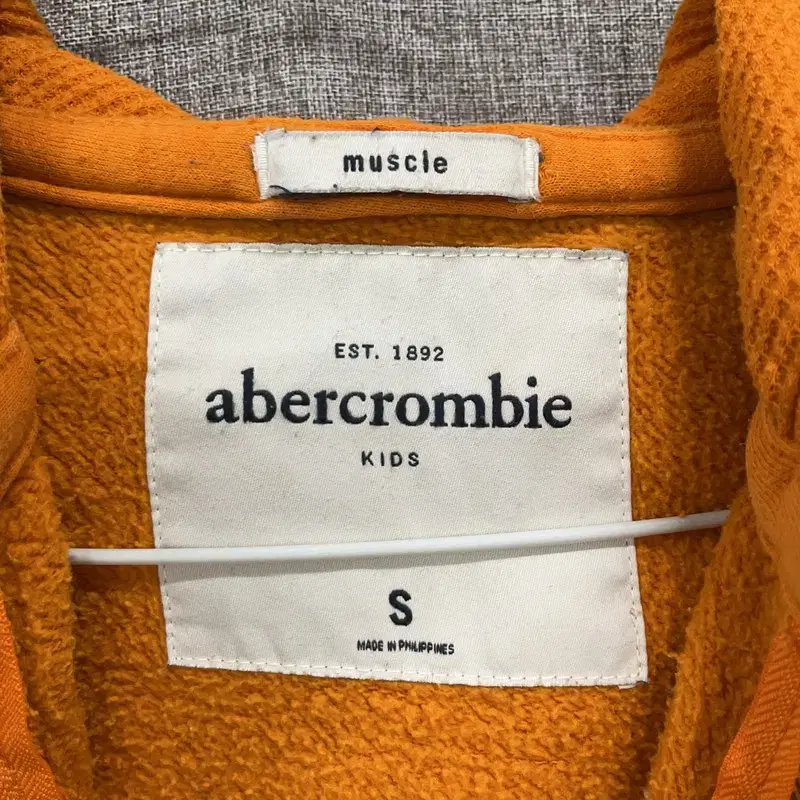 muscle
EST. 1892
abercrombie
KIDS
S
MADE IN PHILIPPINES